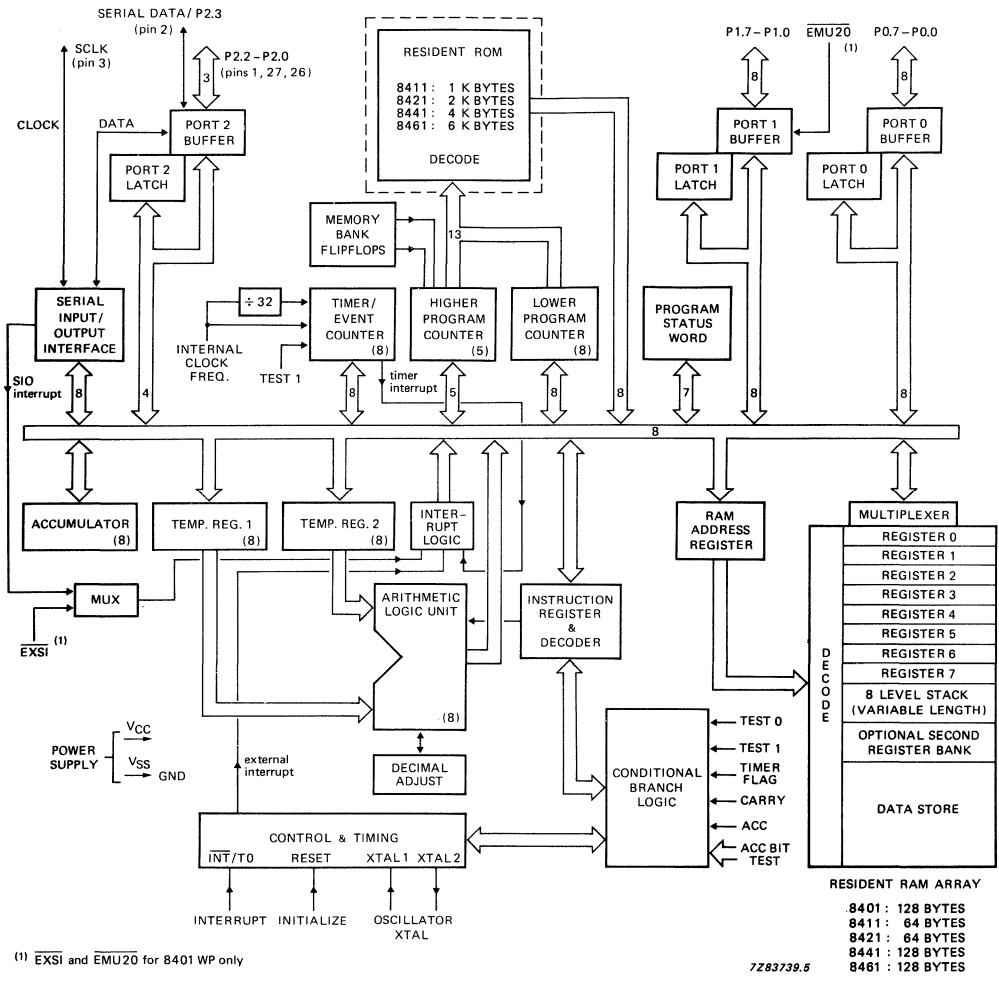 SERIAL DATA/P2.3
(pin 2)
SCLK
(pin 3)
P2.2-P2.0
(pins 1, 27, 26)
3
CLOCK
DATA
PORT 2
BUFFER
PORT 2
LATCH
RESIDENT ROM
8411: 1 K BYTES
8421: 2 K BYTES
8441: 4 K BYTES
8461: 6 K BYTES
DECODE
P1.7-P1.0
EMU20
(1)
P0.7-P0.0
8
8
PORT 1
BUFFER
PORT 0
BUFFER
PORT 1
LATCH
PORT 0
LATCH
MEMORY
BANK
FLIPFLOPS
13
SERIAL
INPUT/
OUTPUT
INTERFACE
÷ 32
TIMER/
EVENT
COUNTER
(8)
HIGHER
PROGRAM
COUNTER
(5)
LOWER
PROGRAM
COUNTER
(8)
PROGRAM
STATUS
WORD
INTERNAL
CLOCK
FREQ.
TEST 1
timer
interrupt
SIO
interrupt
8
4
8
5
8
8
7
8
8
8
ACCUMULATOR
(8)
TEMP. REG. 1
(8)
TEMP. REG. 2
(8)
INTER-
RUPT
LOGIC
RAM
ADDRESS
REGISTER
MULTIPLEXER
REGISTER 0
REGISTER 1
REGISTER 2
REGISTER 3
REGISTER 4
REGISTER 5
REGISTER 6
REGISTER 7
8 LEVEL STACK
(VARIABLE LENGTH)
OPTIONAL SECOND
REGISTER BANK
DATA STORE
DECODE
MUX
EXSI (1)
ARITHMETIC
LOGIC UNIT
(8)
INSTRUCTION
REGISTER
&
DECODER
POWER
SUPPLY
VCC
VSS
GND
external
interrupt
DECIMAL
ADJUST
CONDITIONAL
BRANCH
LOGIC
TEST 0
TEST 1
TIMER
FLAG
CARRY
ACC
ACC BIT
TEST
CONTROL & TIMING
INT/T0 RESET XTAL1 XTAL2
INTERRUPT INITIALIZE OSCILLATOR
XTAL
RESIDENT RAM ARRAY
8401: 128 BYTES
8411: 64 BYTES
8421: 64 BYTES
8441: 128 BYTES
8461: 128 BYTES
(1) EXSI and EMU20 for 8401 WP only
7Z83739.5